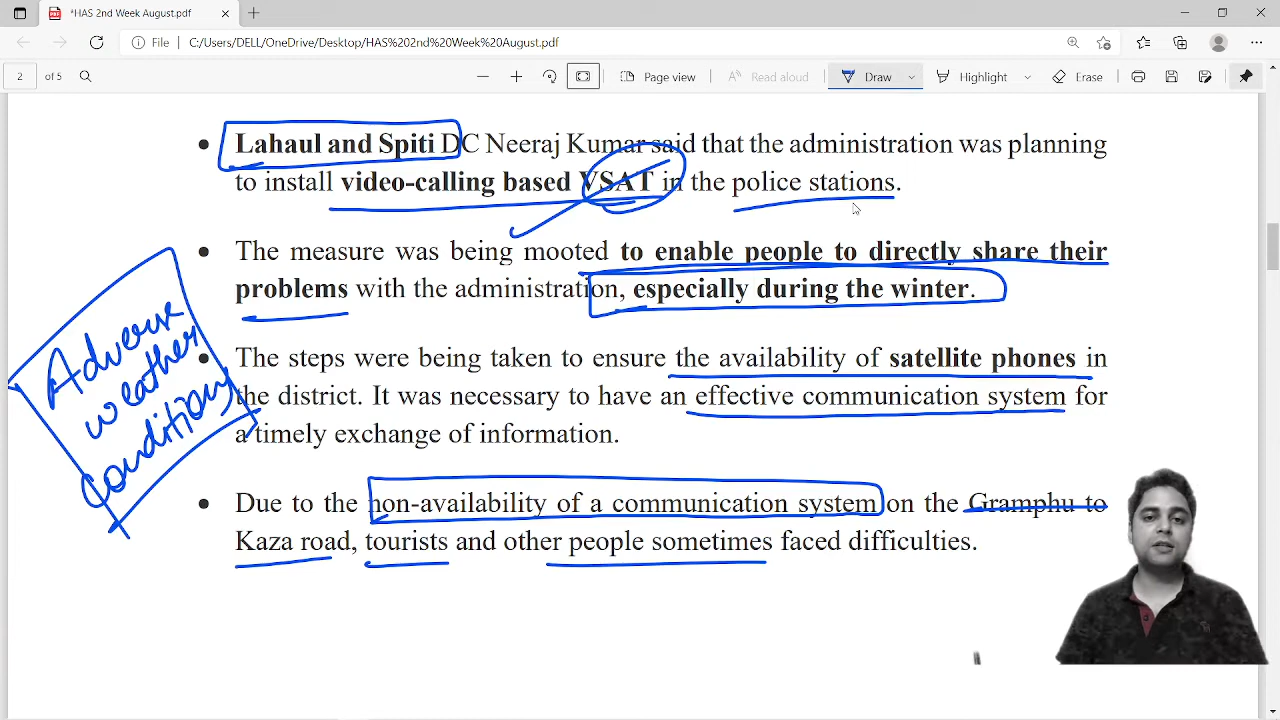 *HAS 2nd Week August.pdf
File
C:/Users/DELL/OneDrive/Desktop/HAS%202nd%20Week%20August.pdf
2 of 5
Page view
Read aloud
Draw
Highlight
Erase
Lahaul and Spiti DC Neeraj Kumar said that the administration was planning
to install video-calling based VSAT in the police stations.
The measure was being mooted to enable people to directly share their
problems with the administration, especially during the winter.
The steps were being taken to ensure the availability of satellite phones in
the district. It was necessary to have an effective communication system for
a timely exchange of information.
Due to the non-availability of a communication system on the Gramphu to
Kaza road, tourists and other people sometimes faced difficulties.
Adverse
weather
conditions